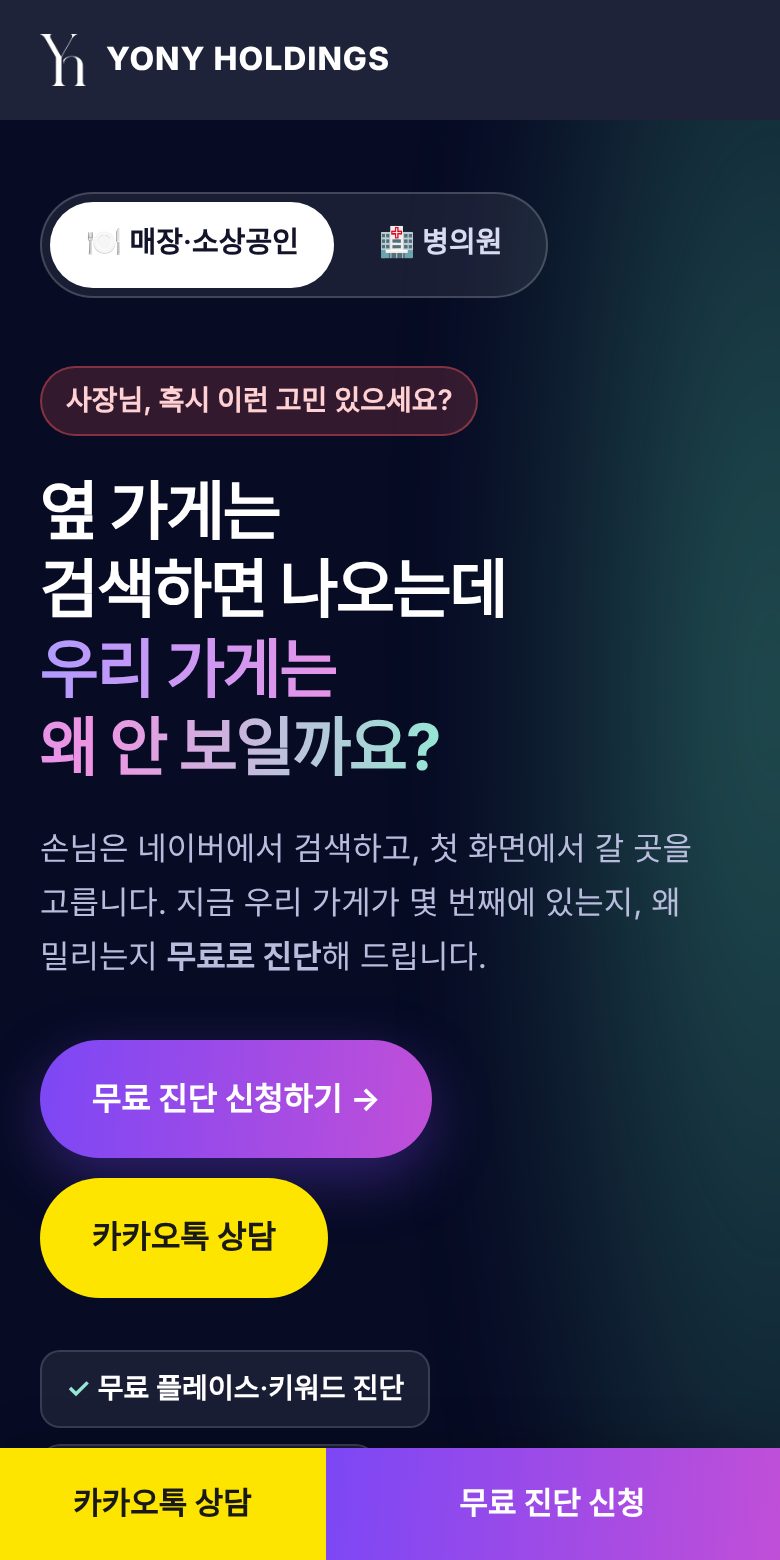 Yh YONY HOLDINGS
매장·소상공인 병의원
사장님, 혹시 이런 고민 있으세요?
옆 가게는
검색하면 나오는데
우리 가게는
왜 안 보일까요?
손님은 네이버에서 검색하고, 첫 화면에서 갈 곳을
고릅니다. 지금 우리 가게가 몇 번째에 있는지, 왜
밀리는지 무료로 진단해 드립니다.
무료 진단 신청하기 →
카카오톡 상담
✓ 무료 플레이스·키워드 진단
카카오톡 상담 무료 진단 신청